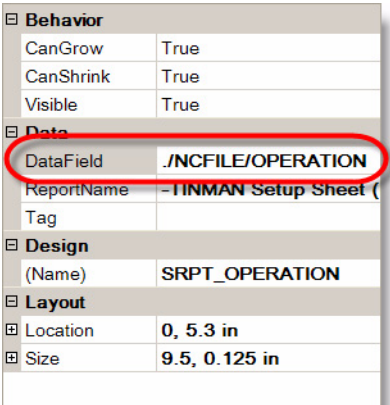 Behavior
CanGrow True
CanShrink True
Visible True
Data
DataField ./NCFILE/OPERATION
ReportName -TINMAN Setup Sheet (
Tag
Design
(Name) SRPT_OPERATION
Layout
Location 0, 5.3 in
Size 9.5, 0.125 in